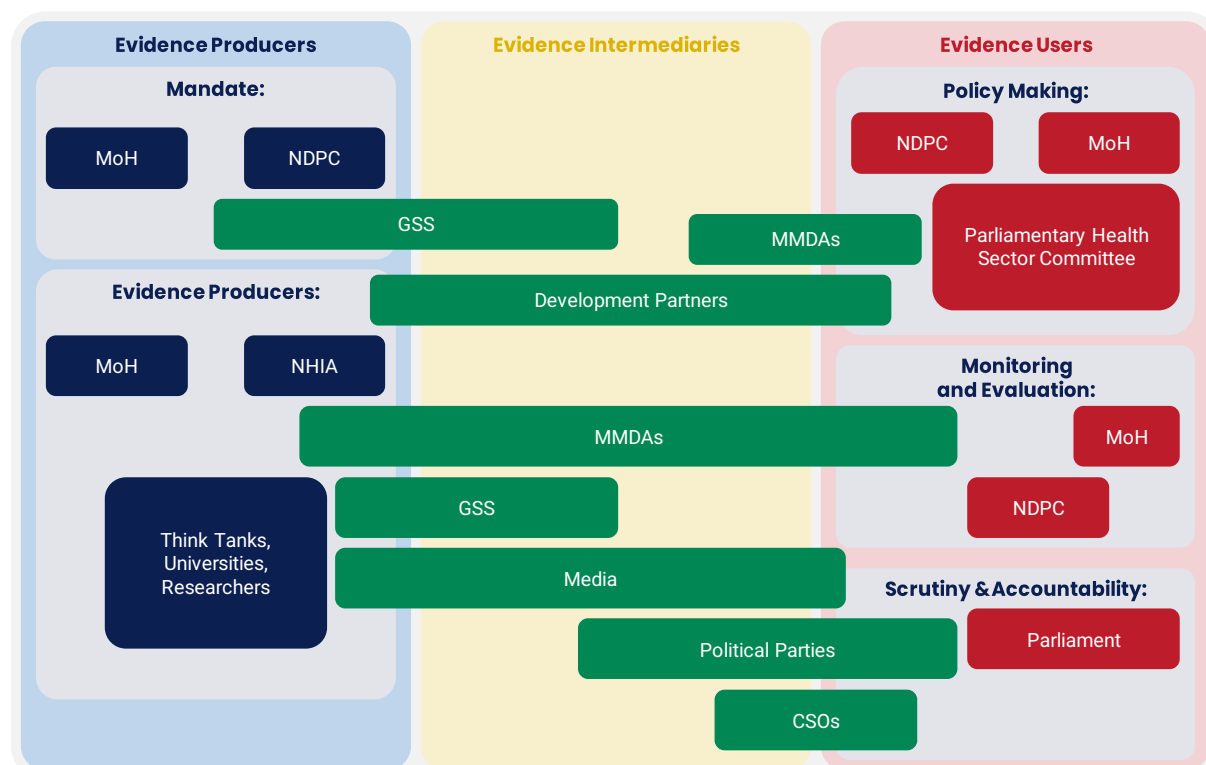 Evidence Producers
Mandate:
MoH
NDPC
GSS
Evidence Producers:
MoH
NHIA
Think Tanks,
Universities,
Researchers
Evidence Intermediaries
MMDAs
Development Partners
MMDAs
GSS
Media
Political Parties
CSOs
Evidence Users
Policy Making:
NDPC
MoH
Parliamentary Health
Sector Committee
Monitoring
and Evaluation:
MoH
NDPC
Scrutiny & Accountability:
Parliament